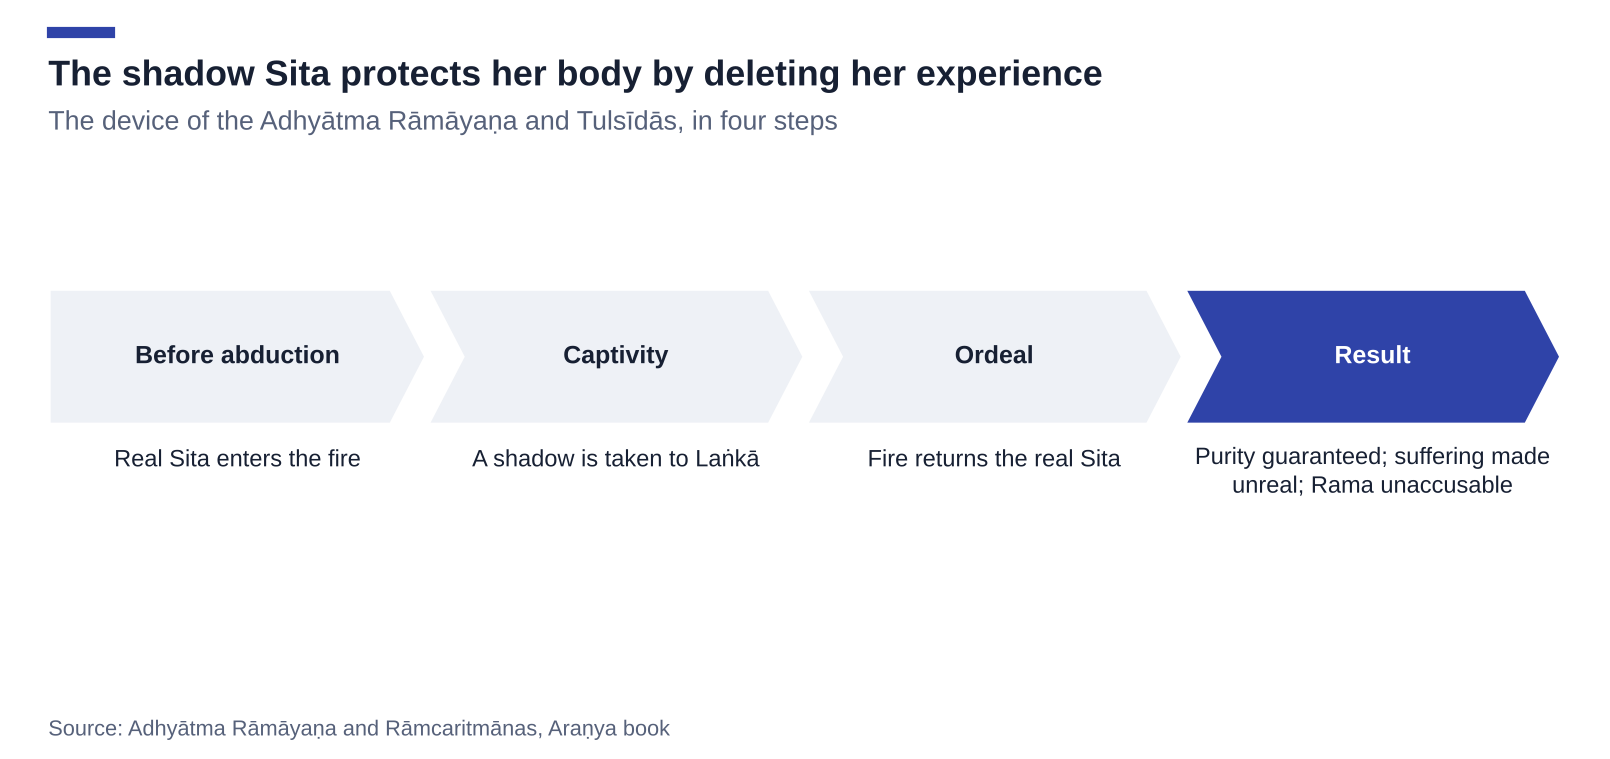 The shadow Sita protects her body by deleting her experience
The device of the Adhyātma Rāmāyaṇa and Tulsīdās, in four steps
Before abduction
Captivity
Ordeal
Result
Real Sita enters the fire
A shadow is taken to Laṅkā
Fire returns the real Sita
Purity guaranteed; suffering made
unreal; Rama unaccusable
Source: Adhyātma Rāmāyaṇa and Rāmcaritmānas, Araṇya book